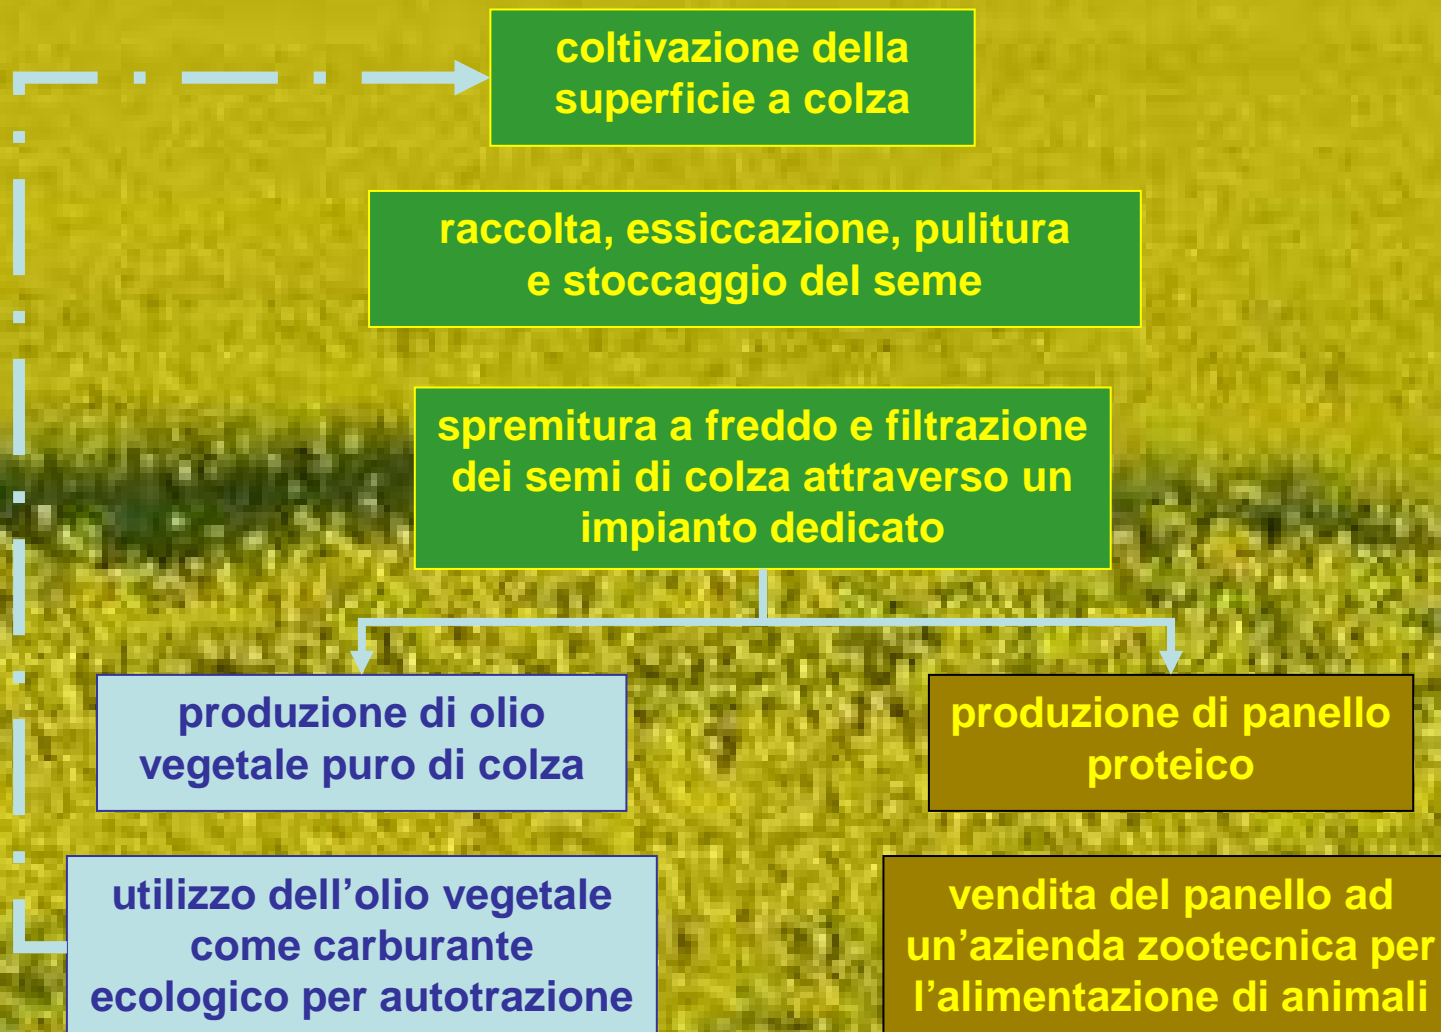 coltivazione della
superficie a colza
raccolta, essiccazione, pulitura
e stoccaggio del seme
spremitura a freddo e filtrazione
dei semi di colza attraverso un
impianto dedicato
produzione di olio
vegetale puro di colza
produzione di panello
proteico
utilizzo dell’olio vegetale
come carburante
ecologico per autotrazione
vendita del panello ad
un’azienda zootecnica per
l’alimentazione di animali